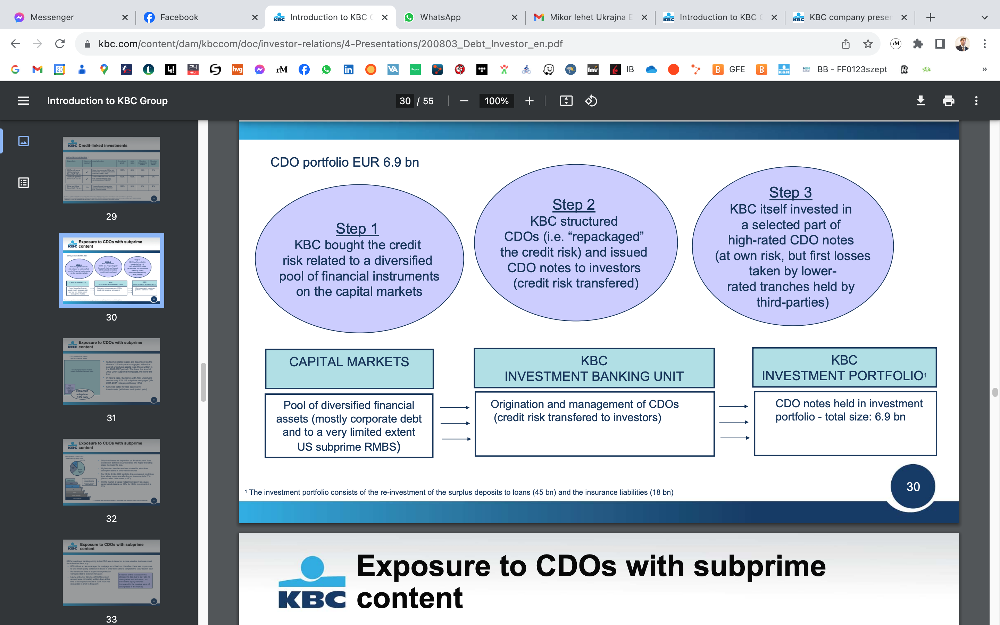 Messenger
Facebook
Introduction to KBC
WhatsApp
Mikor lehet Ukrajna E
Introduction to KBC
KBC company preser
kbc.com/content/dam/kbccom/doc/investor-relations/4-Presentations/200803_Debt_Investor_en.pdf
IB
GFE
BB - FF0123szept
Introduction to KBC Group
30 / 55
100%
KBC Credit-linked investments
29
Exposure to CDOs with subprime
KBC content
30
Exposure to CDOs with subprime
KBC content
31
Exposure to CDOs with subprime
KBC content
32
Exposure to CDOs with subprime
KBC content
33
CDO portfolio EUR 6.9 bn
Step 1
KBC bought the credit
risk related to a diversified
pool of financial instruments
on the capital markets
Step 2
KBC structured
CDOs (i.e. “repackaged”
the credit risk) and issued
CDO notes to investors
(credit risk transfered)
Step 3
KBC itself invested in
a selected part of
high-rated CDO notes
(at own risk, but first losses
taken by lower-
rated tranches held by
third-parties)
CAPITAL MARKETS
Pool of diversified financial
assets (mostly corporate debt
and to a very limited extent
US subprime RMBS)
KBC
INVESTMENT BANKING UNIT
Origination and management of CDOs
(credit risk transfered to investors)
KBC
INVESTMENT PORTFOLIO¹
CDO notes held in investment
portfolio - total size: 6.9 bn
¹ The investment portfolio consists of the re-investment of the surplus deposits to loans (45 bn) and the insurance liabilities (18 bn)
30
KBC
Exposure to CDOs with subprime
content